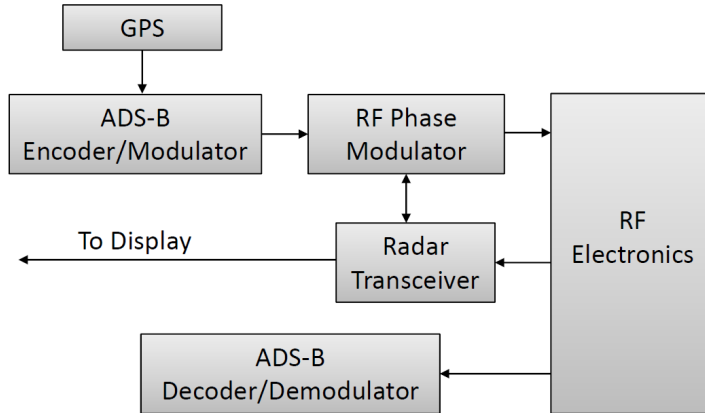 GPS
ADS-B
Encoder/Modulator
RF Phase
Modulator
RF
Electronics
To Display
Radar
Transceiver
ADS-B
Decoder/Demodulator